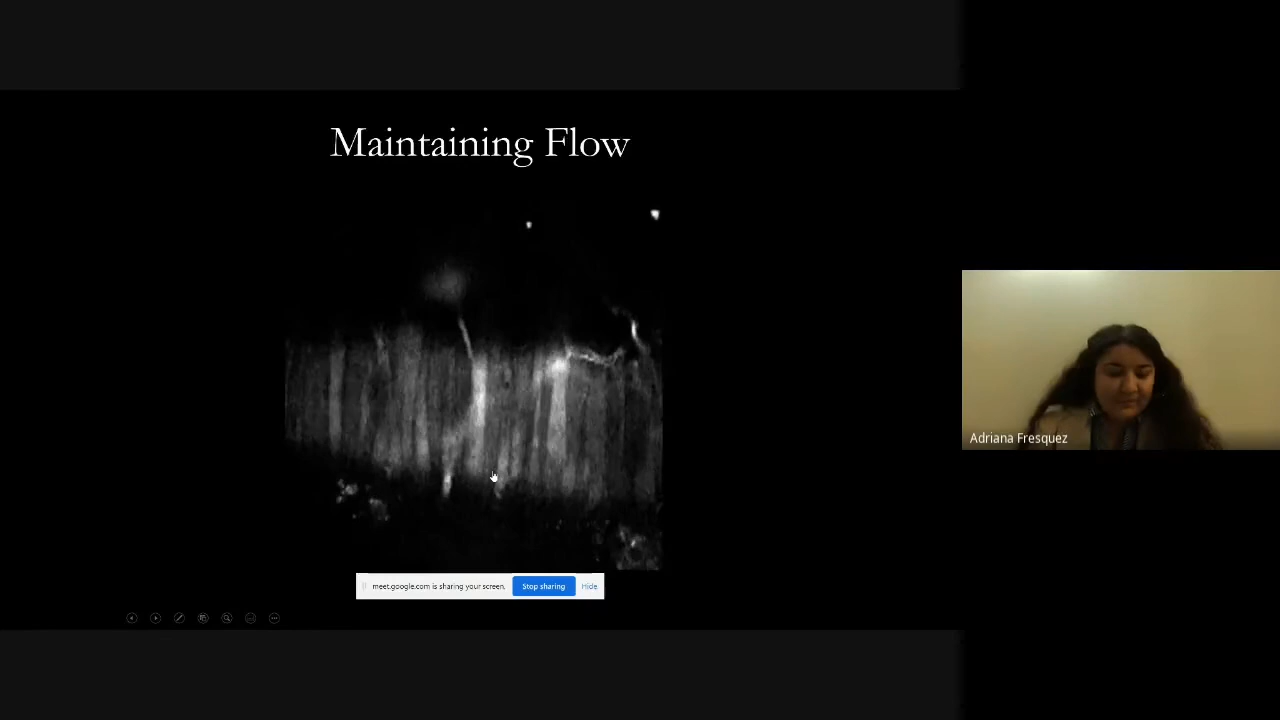 Maintaining Flow
Adriana Fresquez
meet.google.com is sharing your screen.
Stop sharing
Hide